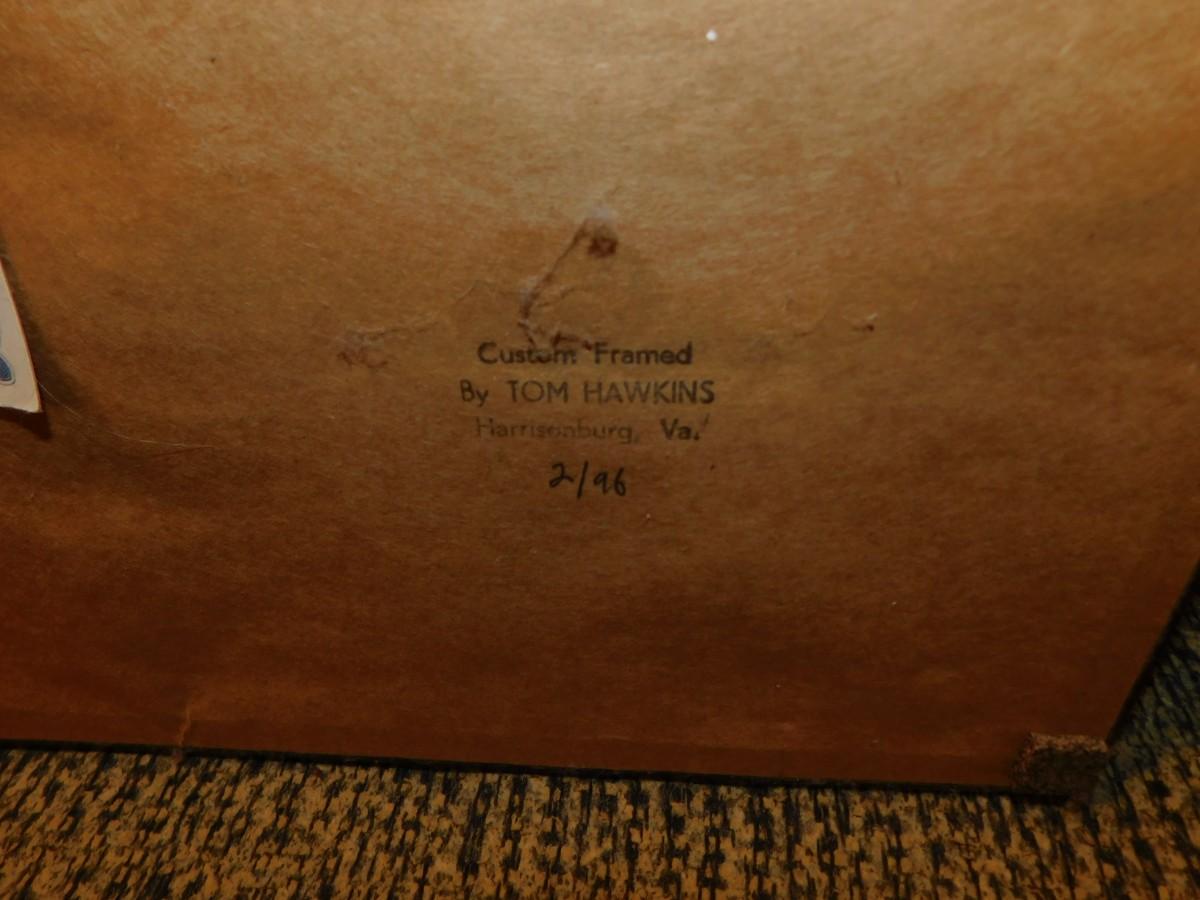 Custom Framed
By TOM HAWKINS
Harrisonburg, Va.
2/96